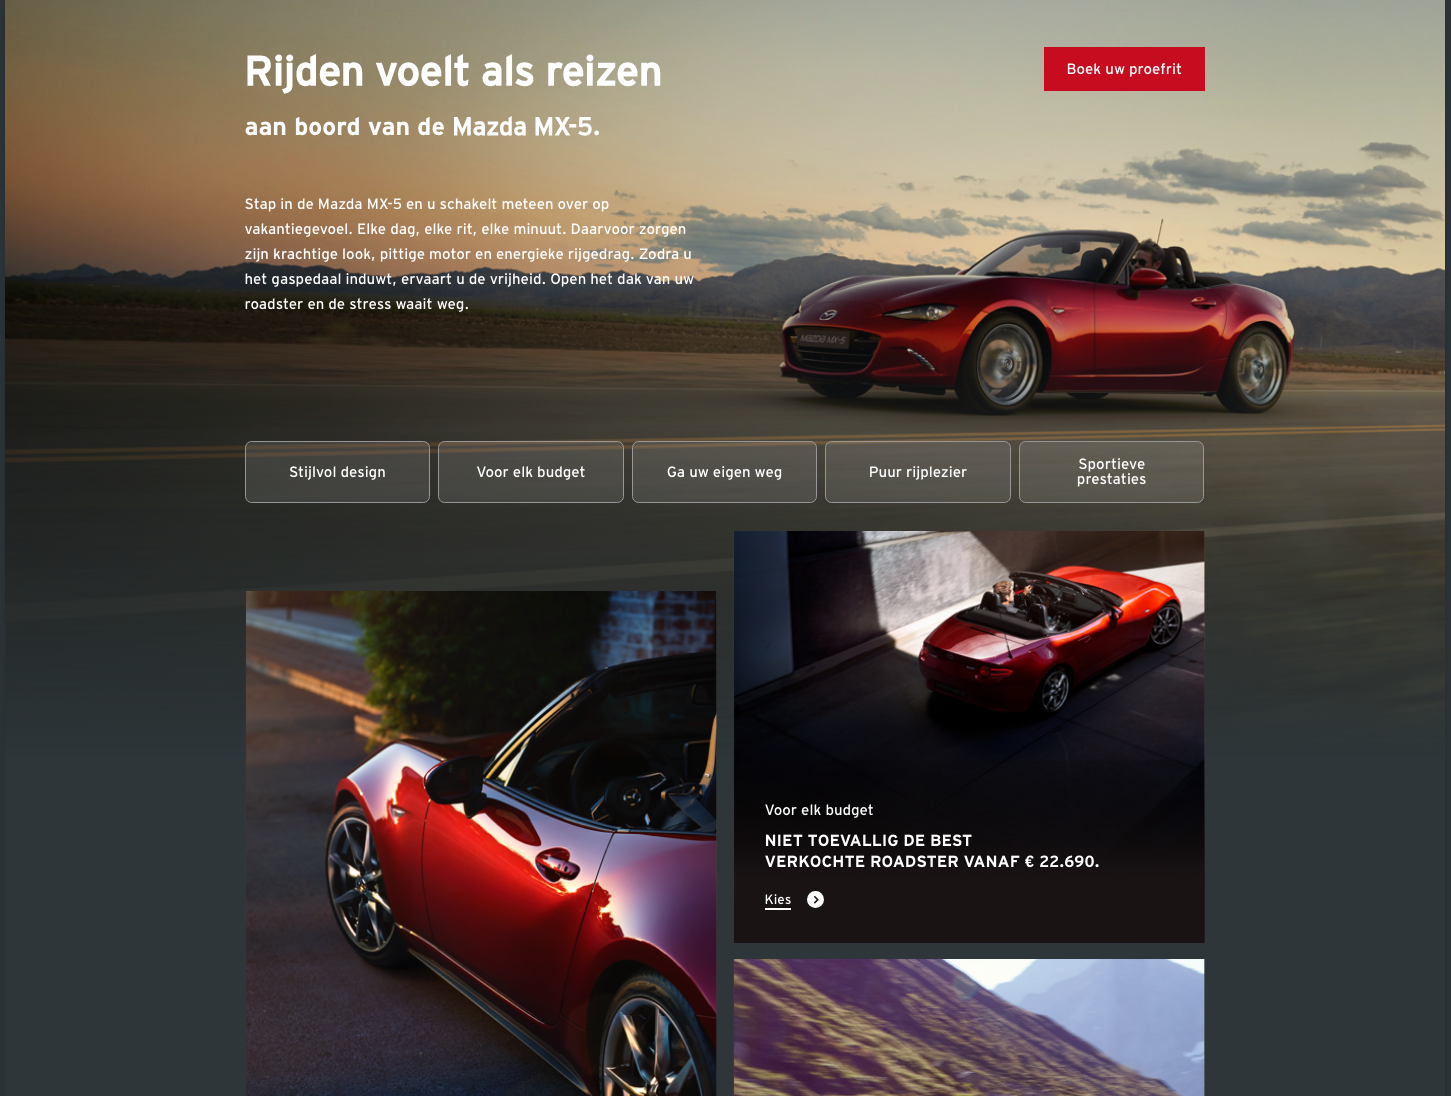 Rijden voelt als reizen
Boek uw proefrit
aan boord van de Mazda MX-5.
Stap in de Mazda MX-5 en u schakelt meteen over op
vakantiegevoel. Elke dag, elke rit, elke minuut. Daarvoor zorgen
zijn krachtige look, pittige motor en energieke rijgedrag. Zodra u
het gaspedaal induwt, ervaart u de vrijheid. Open het dak van uw
roadster en de stress waait weg.
MAZDA MX-5
Stijlvol design
Voor elk budget
Ga uw eigen weg
Puur rijplezier
Sportieve
prestaties
Voor elk budget
NIET TOEVALLIG DE BEST
VERKOCHTE ROADSTER VANAF € 22.690.
Kies